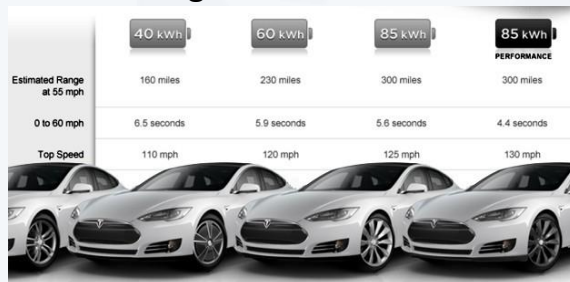 40 kWh 60 kWh 85 kWh 85 kWh
PERFORMANCE
Estimated Range
at 55 mph 160 miles 230 miles 300 miles 300 miles
0 to 60 mph 6.5 seconds 5.9 seconds 5.6 seconds 4.4 seconds
Top Speed 110 mph 120 mph 125 mph 130 mph